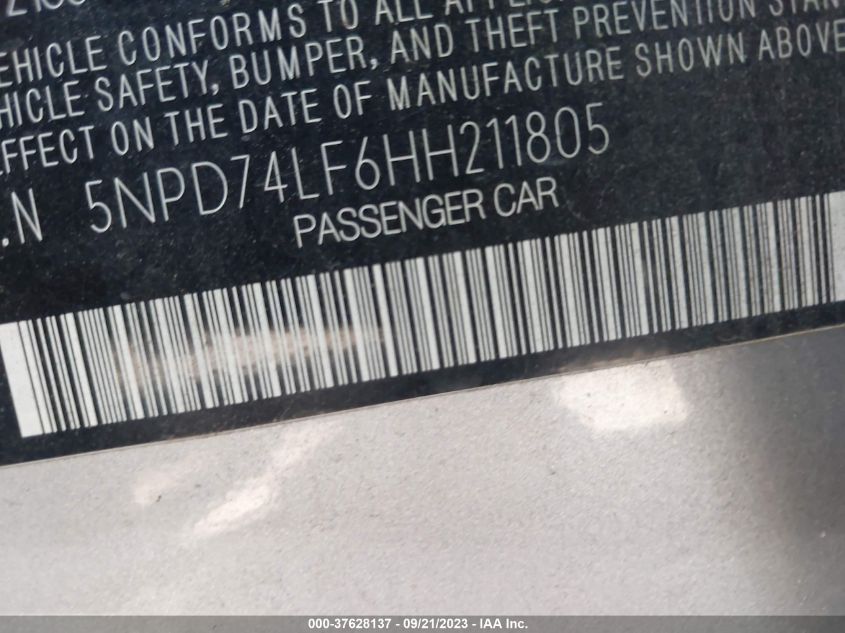 VEHICLE CONFORMS TO ALL
VEHICLE SAFETY, BUMPER, AND THEFT PREVENTION
EFFECT ON THE DATE OF MANUFACTURE SHOWN ABOVE
.N 5NPD74LF6HH211805
PASSENGER CAR
000-37628137 - 09/21/2023 - IAA Inc.